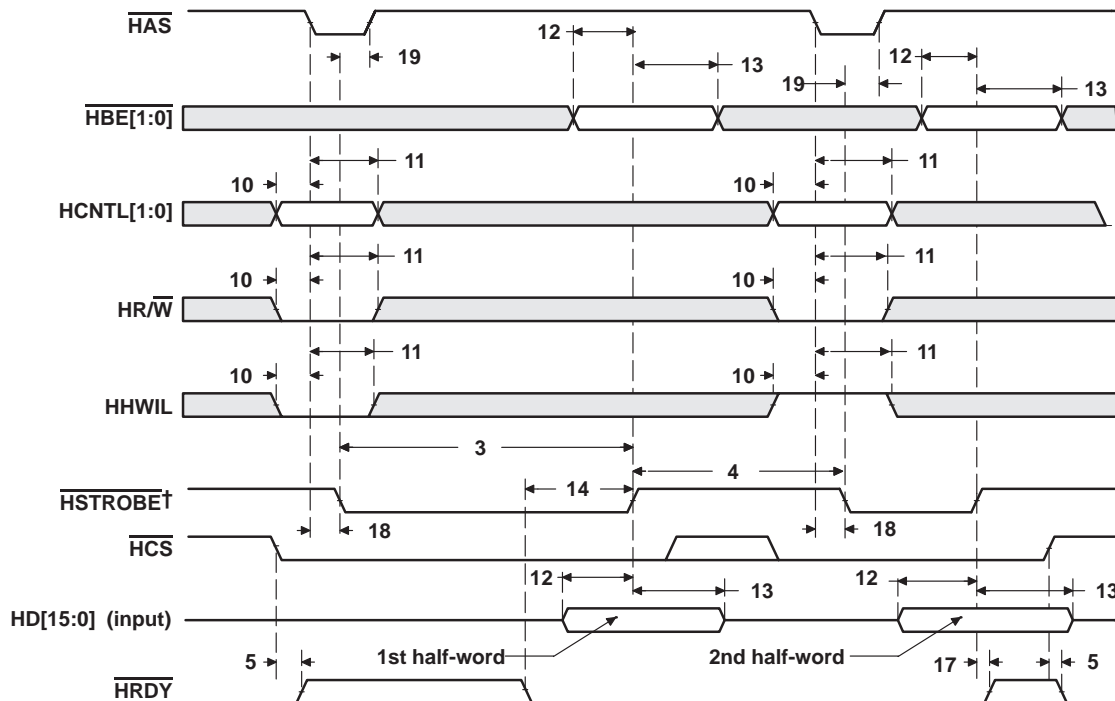 HAS
12
19
13
12
19
13
HBE[1:0]
11
11
10
10
HCNTL[1:0]
11
11
10
10
HR/W
11
11
10
10
HHWIL
3
4
14
HSTROBE†
18
18
HCS
12
12
13
13
HD[15:0] (input)
1st half-word
2nd half-word
5
17
5
HRDY